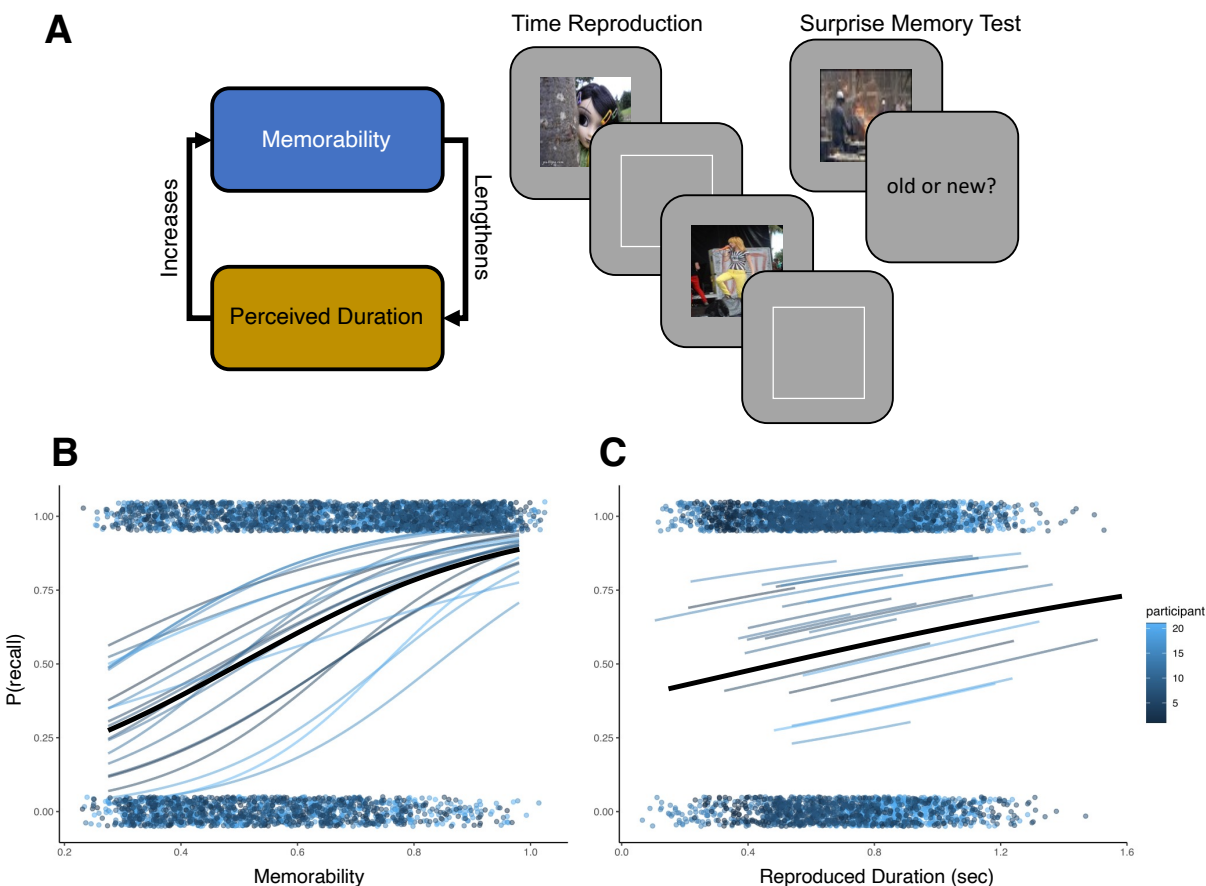 A
Time Reproduction
Surprise Memory Test
Memorability
Increases
Lengthens
Perceived Duration
old or new?
B
C
P(recall)
1.00
0.75
0.50
0.25
0.00
0.2
0.4
0.6
0.8
1.0
Memorability
1.00
0.75
0.50
0.25
0.00
0.0
0.4
0.8
1.2
1.6
Reproduced Duration (sec)
participant
20
15
10
5